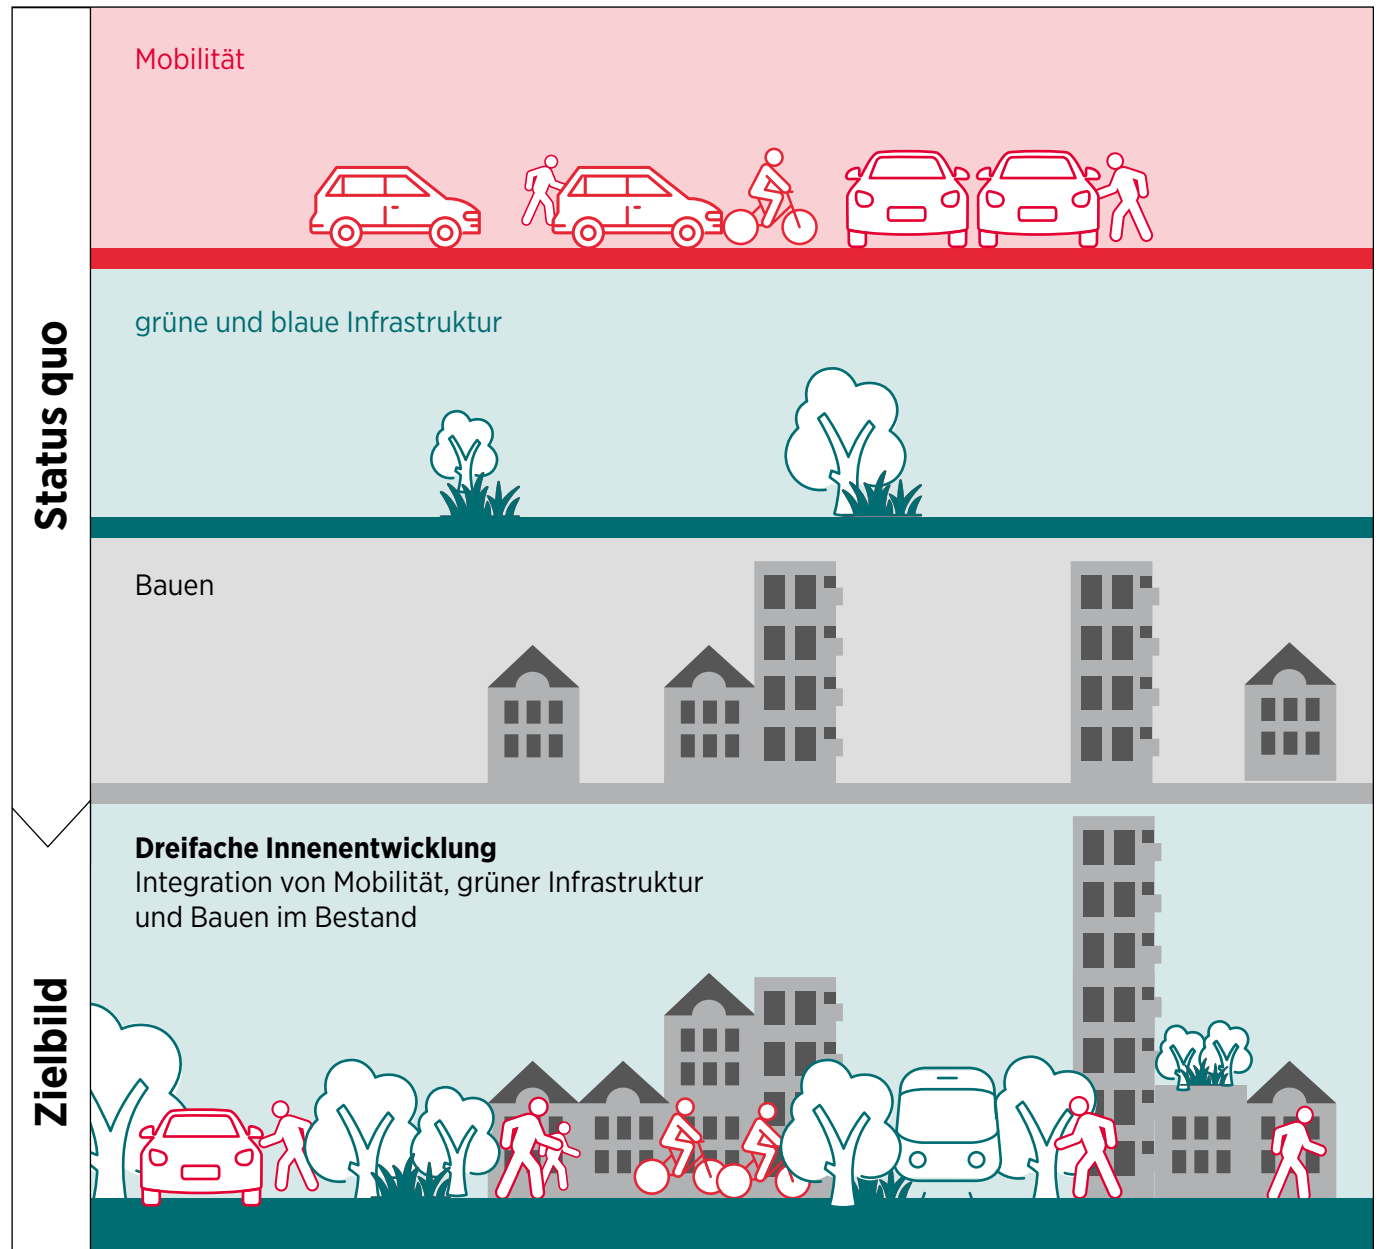 Status quo
Mobilität
grüne und blaue Infrastruktur
Bauen
Zielbild
Dreifache Innenentwicklung
Integration von Mobilität, grüner Infrastruktur
und Bauen im Bestand